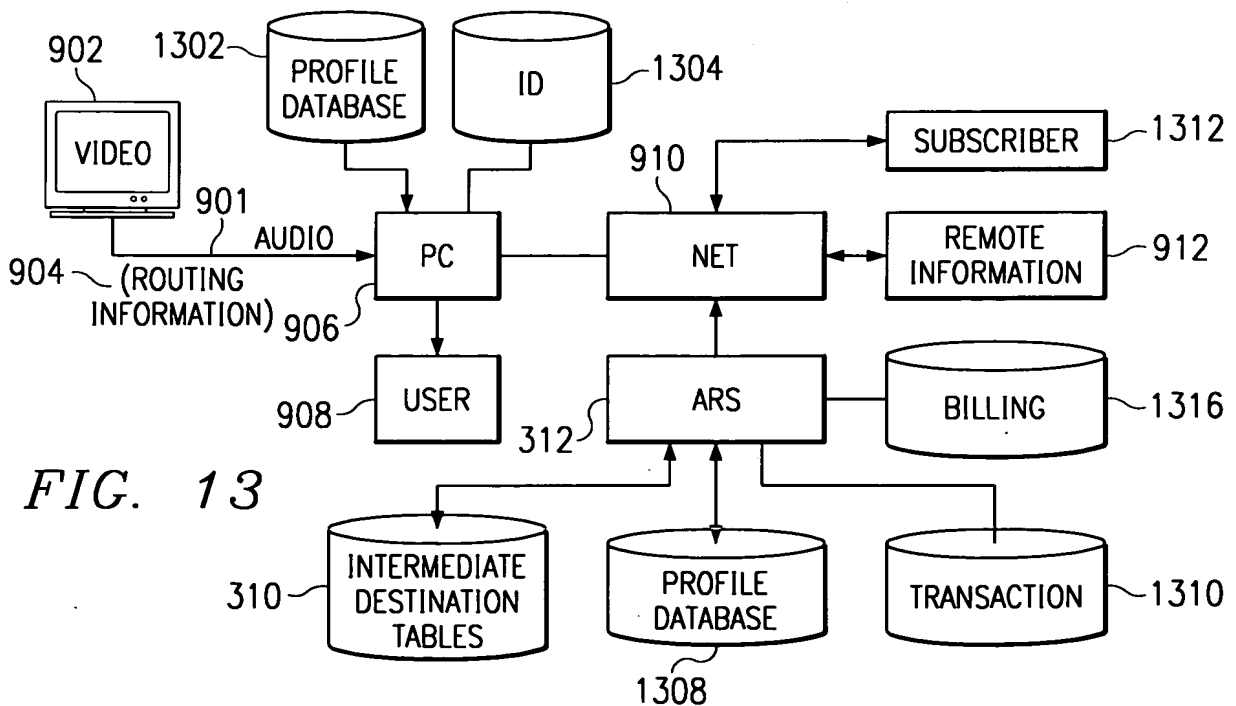 1302
902
PROFILE
DATABASE
ID
1304
VIDEO
910
SUBSCRIBER
1312
901
AUDIO
PC
NET
REMOTE
INFORMATION
912
904
(ROUTING
INFORMATION)
906
USER
908
ARS
312
BILLING
1316
FIG. 13
INTERMEDIATE
DESTINATION
TABLES
310
PROFILE
DATABASE
1308
TRANSACTION
1310